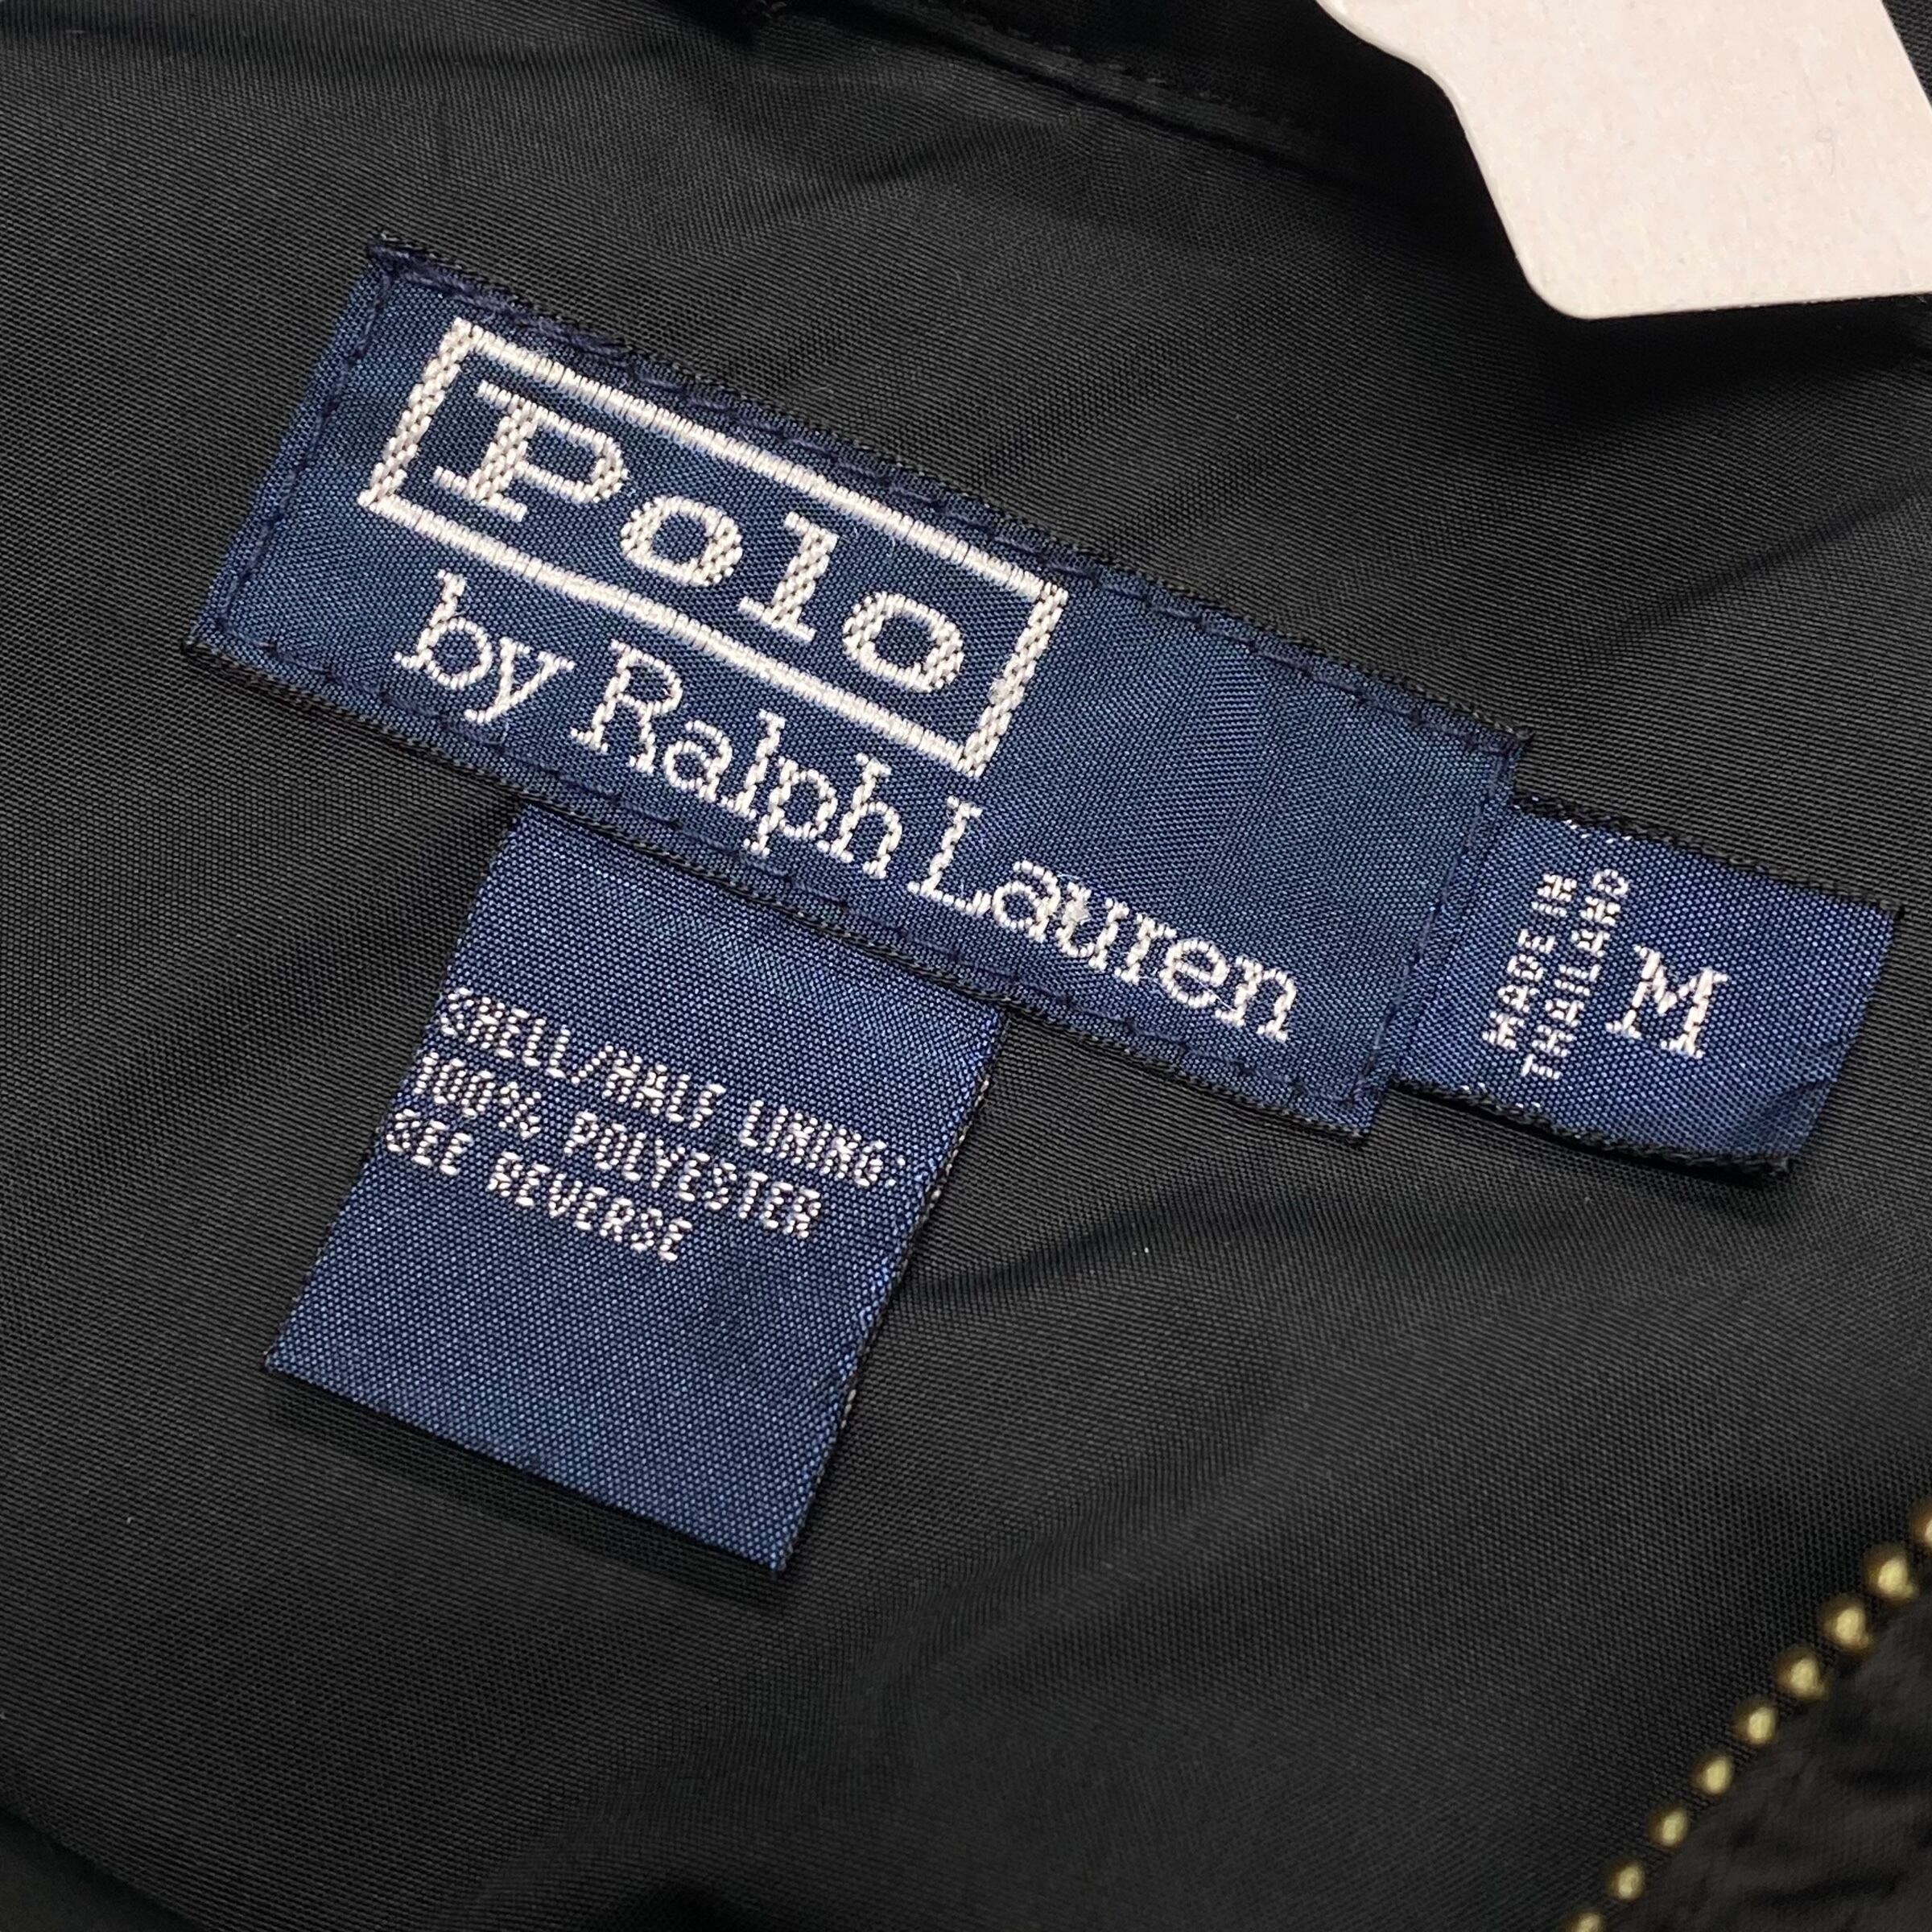 Polo
by Ralph Lauren
MADE IN
THAILAND
M
SHELL/HALF LINING:
100% POLYESTER
SEE REVERSE